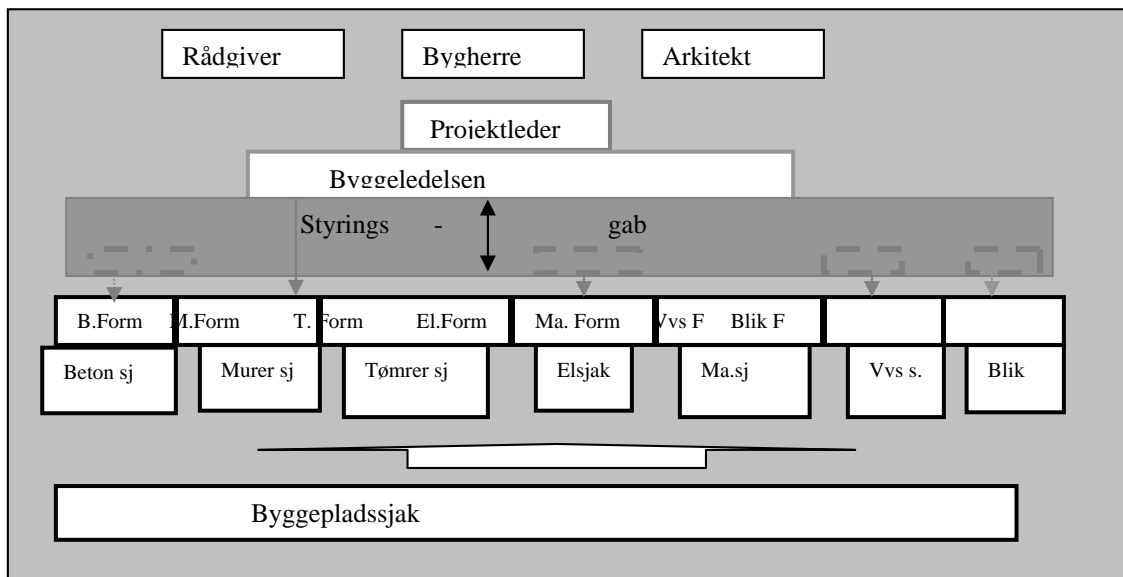 Rådgiver Bygherre Arkitekt
Projektleder
Byggeledelsen
Styrings - gab
B.Form M.Form T. Form El.Form Ma. Form Vvs F Blik F
Beton sj Murer sj Tømrer sj Elsjak Ma.sj Vvs s. Blik
Byggepladssjak